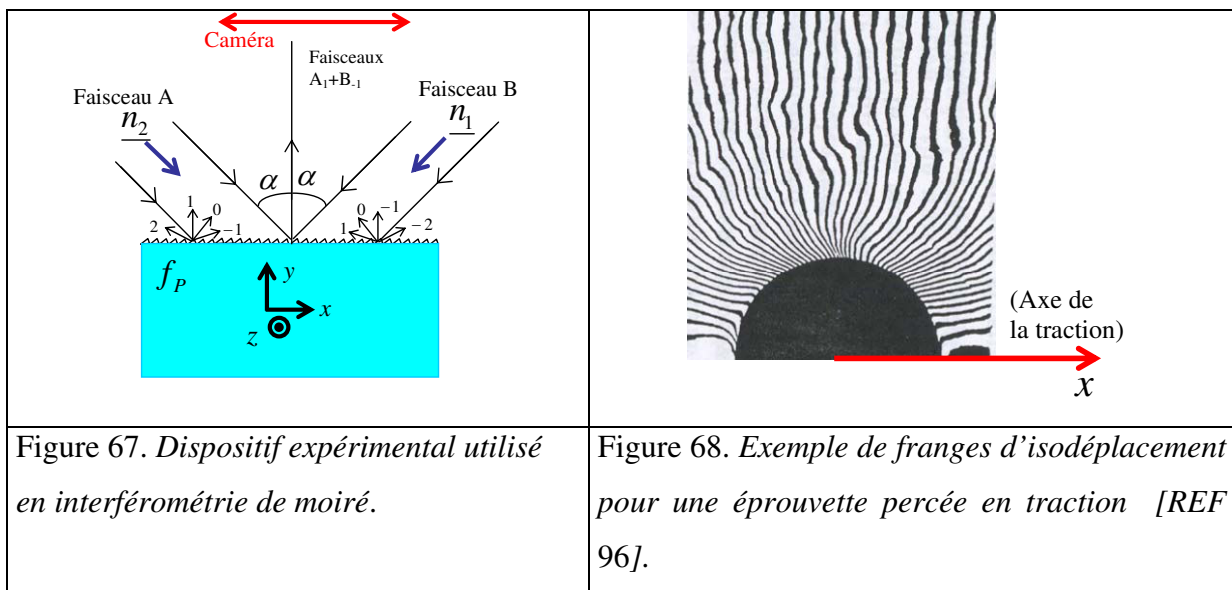 Caméra
Faisceaux
A₁+B₋₁
Faisceau A
n₂
Faisceau B
n₁
α α
2 1 0 -1
1 0 -1 -2
f_P
y
x
z
(Axe de
la traction)
x
Figure 67. Dispositif expérimental utilisé
en interférométrie de moiré.
Figure 68. Exemple de franges d’isodéplacement
pour une éprouvette percée en traction [REF
96].